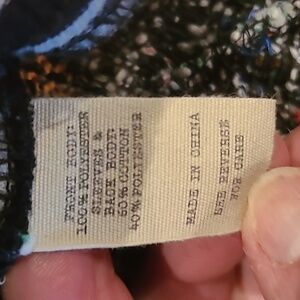 FRONT BODY:
100% POLYESTER
SLEEVES &
BACK BODY:
60% COTTON
40% POLYESTER
MADE IN CHINA
SEE REVERSE
FOR CARE